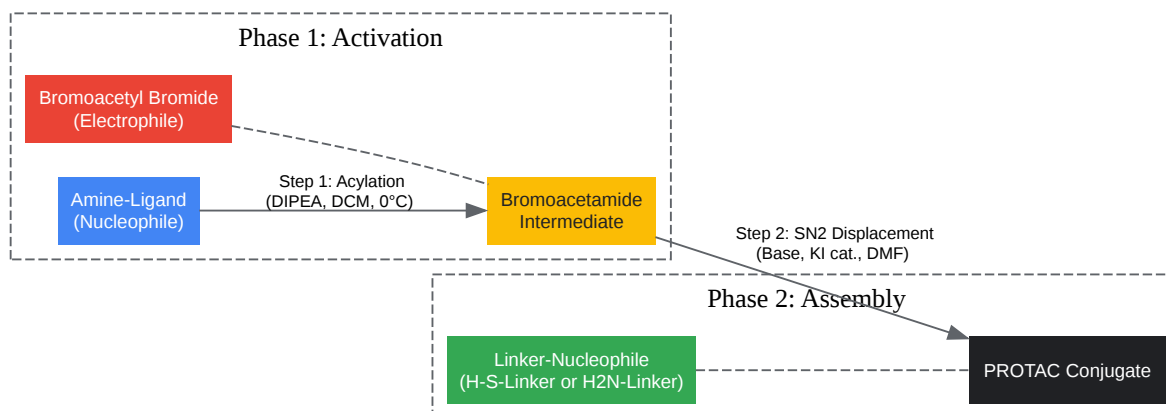 Phase 1: Activation
Bromoacetyl Bromide
(Electrophile)
Amine-Ligand
(Nucleophile)
Step 1: Acylation
(DIPEA, DCM, 0°C)
Bromoacetamide
Intermediate
Step 2: SN2 Displacement
(Base, KI cat., DMF)
Phase 2: Assembly
Linker-Nucleophile
(H-S-Linker or H2N-Linker)
PROTAC Conjugate